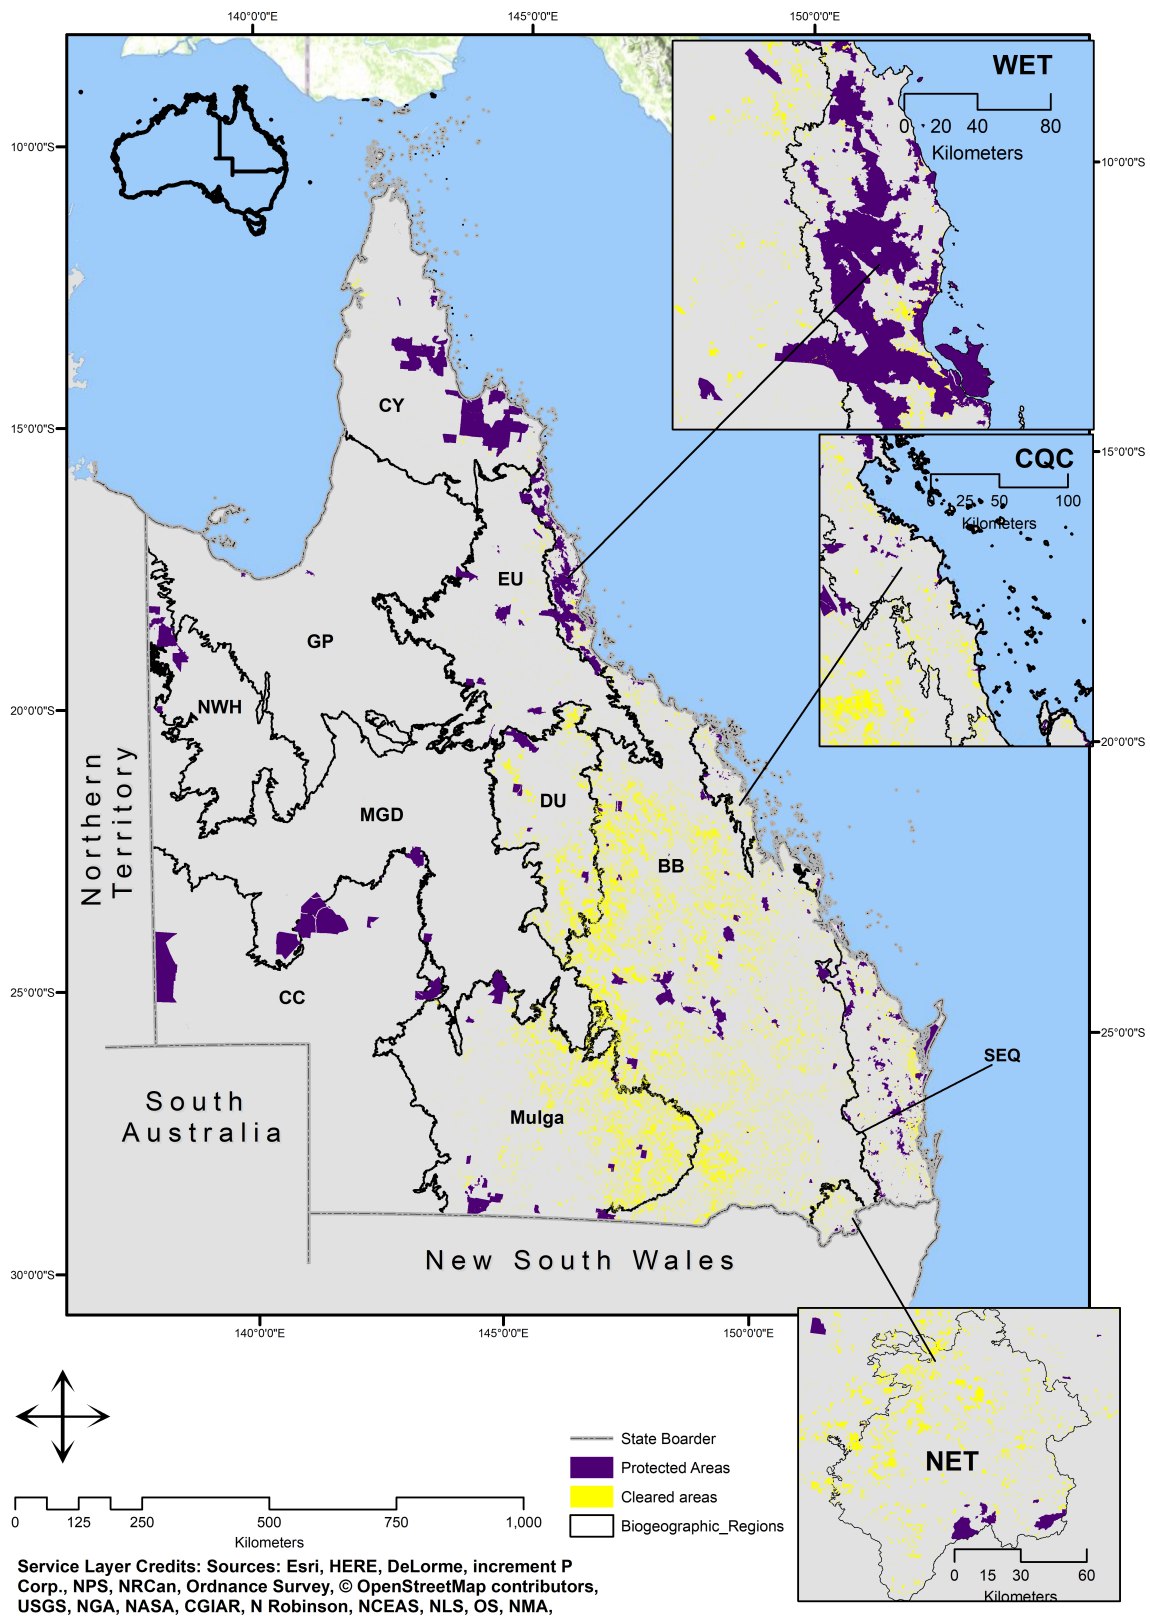 140°0'0"E
145°0'0"E
150°0'0"E
10°0'0"S
15°0'0"S
20°0'0"S
25°0'0"S
30°0'0"S
WET
0 20 40 80
Kilometers
10°0'0"S
CQC
0 25 50 100
Kilometers
15°0'0"S
20°0'0"S
25°0'0"S
CY
EU
GP
NWH
MGD
DU
BB
CC
Mulga
SEQ
Northern
Territory
South
Australia
New South Wales
140°0'0"E
145°0'0"E
150°0'0"E
NET
0 15 30 60
Kilometers
State Boarder
Protected Areas
Cleared areas
Biogeographic_Regions
0 125 250 500 750 1,000
Kilometers
Service Layer Credits: Sources: Esri, HERE, DeLorme, increment P
Corp., NPS, NRCan, Ordnance Survey, © OpenStreetMap contributors,
USGS, NGA, NASA, CGIAR, N Robinson, NCEAS, NLS, OS, NMA,